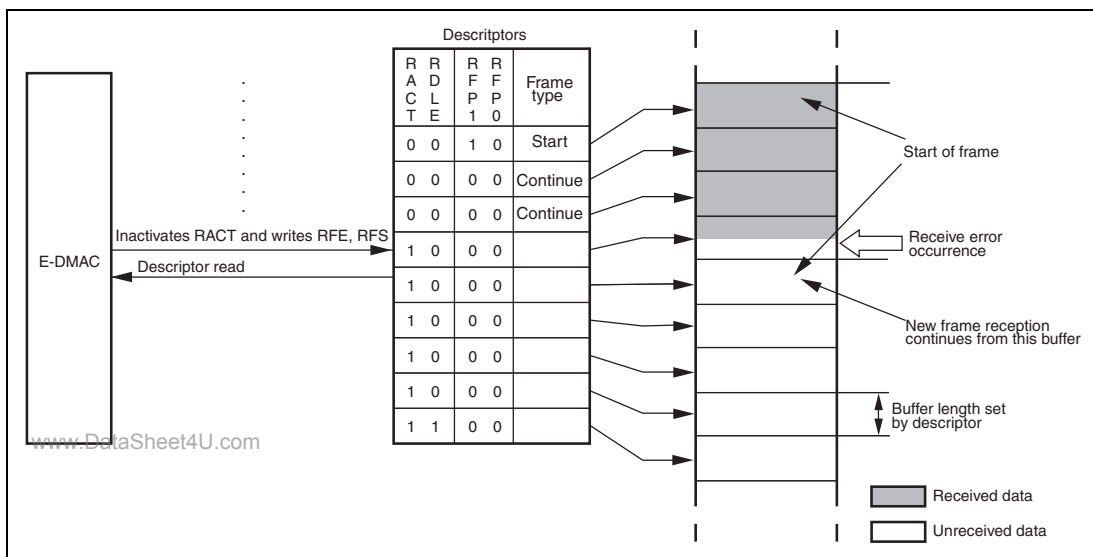 Descritptors
R R R R
A D F F Frame
C L P P type
T E 1 0
0 0 1 0 Start
0 0 0 0 Continue
0 0 0 0 Continue
1 0 0 0
1 0 0 0
1 0 0 0
1 0 0 0
1 0 0 0
1 1 0 0
E-DMAC
Inactivates RACT and writes RFE, RFS
Descriptor read
Start of frame
Receive error
occurrence
New frame reception
continues from this buffer
Buffer length set
by descriptor
Received data
Unreceived data
www.DataSheet4U.com